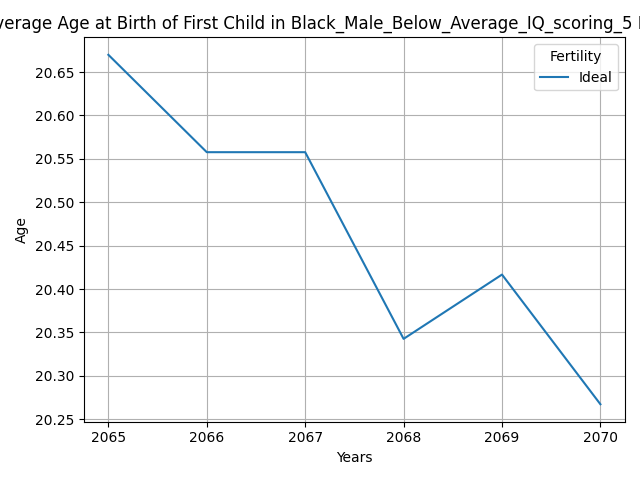 verage Age at Birth of First Child in Black_Male_Below_Average_IQ_scoring_5
Fertility
Ideal
20.65
20.60
20.55
20.50
20.45
20.40
20.35
20.30
20.25
Age
2065 2066 2067 2068 2069 2070
Years